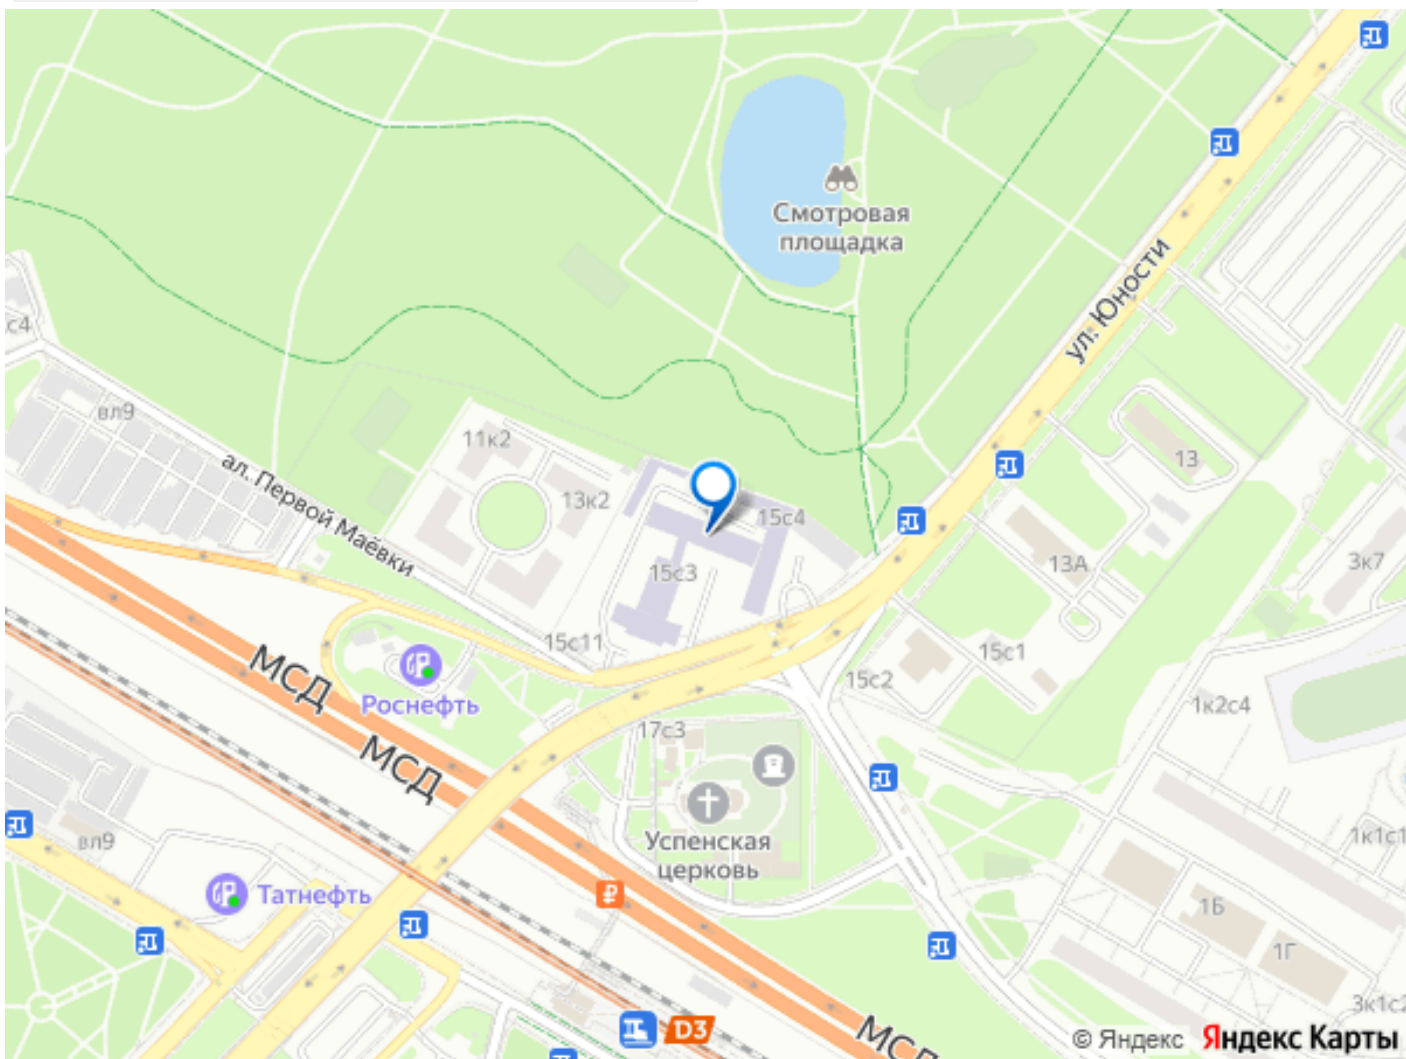 Смотровая
площадка
ул. Юности
с4
вл9
11к2
ал. Первой Маёвки
13к2
15с4
13
15с3
13А
3к7
15с11
15с1
15с2
МСД
Роснефть
1к2с4
17с3
МСД
Успенская
церковь
вл9
1к1с1
Татнефть
₽
1Б
1Г
3к1с2
D3
МСД
© Яндекс Яндекс Карты